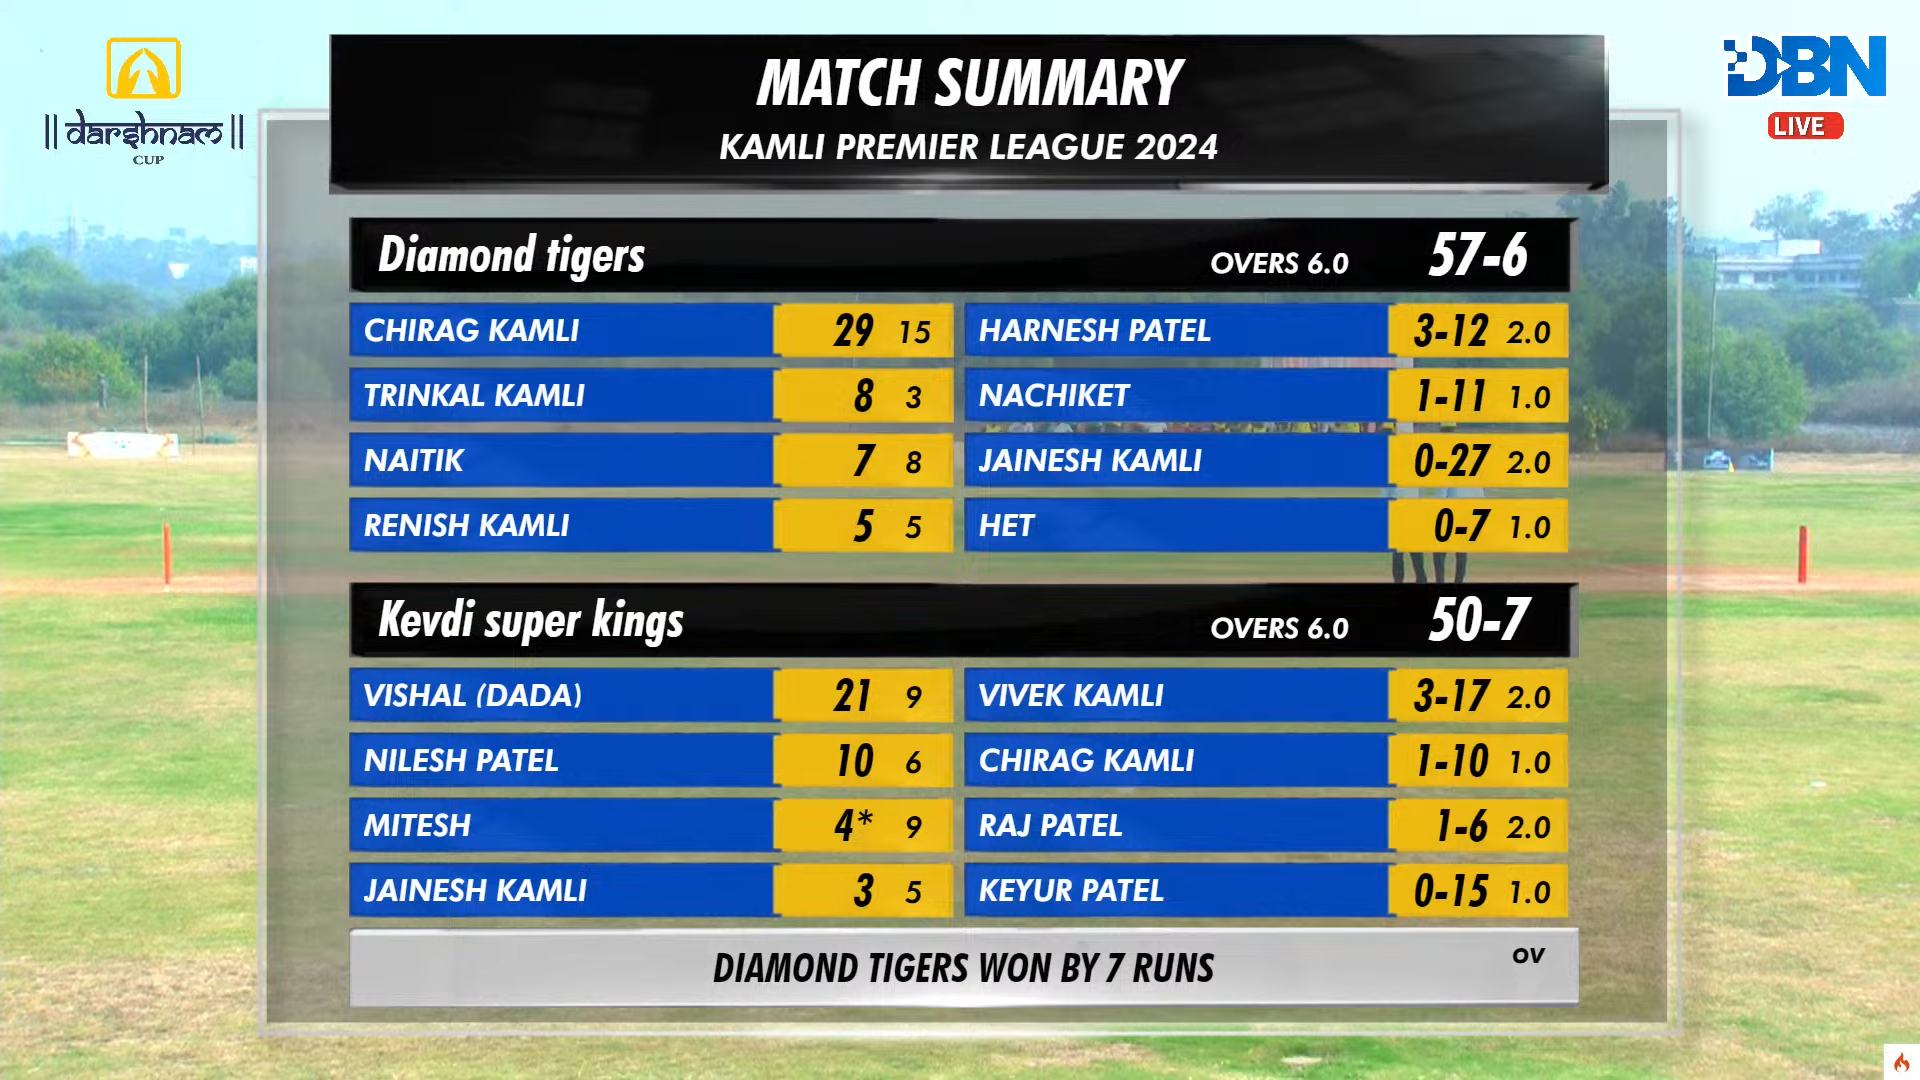 || darshnam ||
CUP
DBN
LIVE
MATCH SUMMARY
KAMLI PREMIER LEAGUE 2024
Diamond tigers OVERS 6.0 57-6
CHIRAG KAMLI 29 15 HARNESH PATEL 3-12 2.0
TRINKAL KAMLI 8 3 NACHIKET 1-11 1.0
NAITIK 7 8 JAINESH KAMLI 0-27 2.0
RENISH KAMLI 5 5 HET 0-7 1.0
Kevdi super kings OVERS 6.0 50-7
VISHAL (DADA) 21 9 VIVEK KAMLI 3-17 2.0
NILESH PATEL 10 6 CHIRAG KAMLI 1-10 1.0
MITESH 4* 9 RAJ PATEL 1-6 2.0
JAINESH KAMLI 3 5 KEYUR PATEL 0-15 1.0
DIAMOND TIGERS WON BY 7 RUNS OV